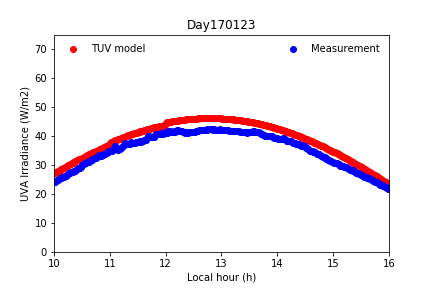 Day170123
TUV model
Measurement
UVA Irradiance (W/m2)
70
60
50
40
30
20
10
0
10 11 12 13 14 15 16
Local hour (h)